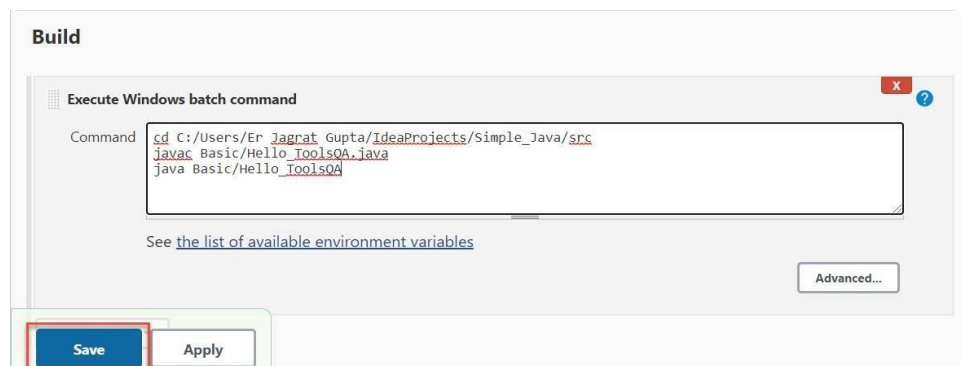 Build
X
Execute Windows batch command
Command
cd C:/Users/Er Jagrat Gupta/IdeaProjects/Simple_Java/src
javac Basic/Hello_ToolsQA.java
java Basic/Hello_ToolsQA
See the list of available environment variables
Advanced...
Save Apply